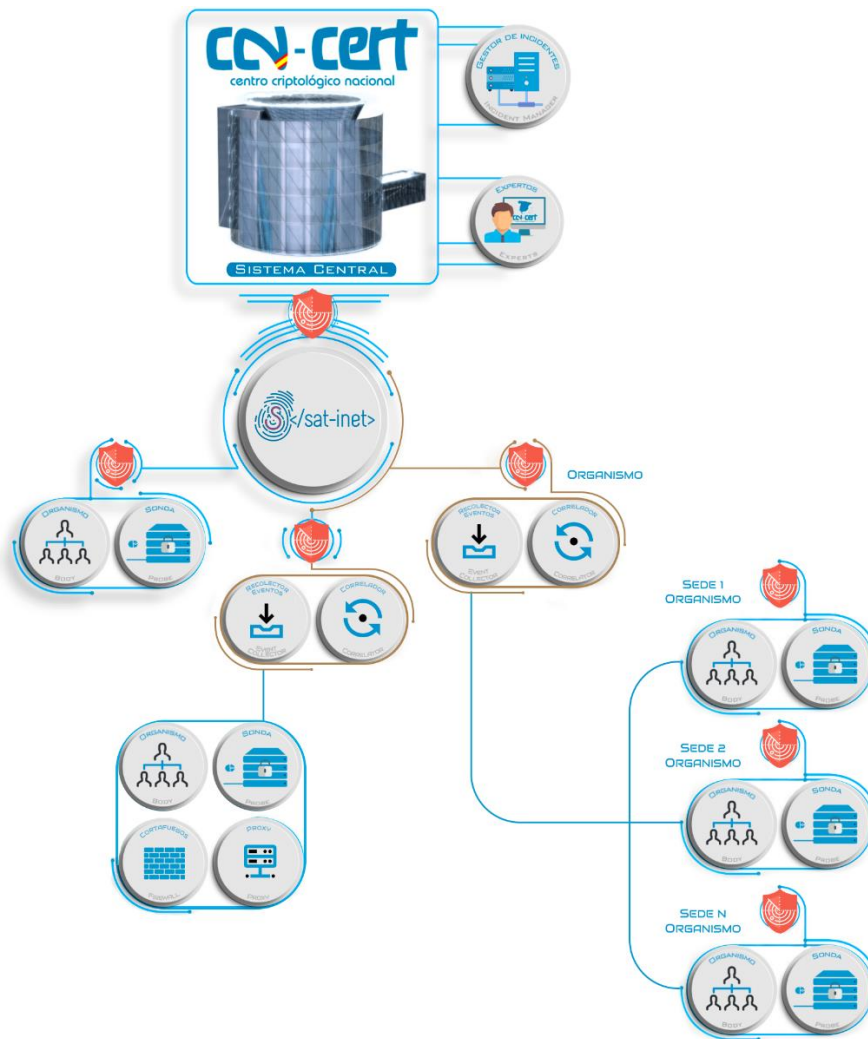 ccn-cert
centro criptológico nacional
SISTEMA CENTRAL
GESTOR DE INCIDENTES
INCIDENT MANAGER
EXPERTOS
ccn-cert
EXPERTS
S</sat-inet>
ORGANISMO
BODY
SONDA
PROBE
RECOLECTOR
EVENTOS
EVENT
COLLECTOR
CORRELADOR
CORRELATOR
ORGANISMO
BODY
SONDA
PROBE
CORTAFUEGOS
FIREWALL
PROXY
PROXY
ORGANISMO
RECOLECTOR
EVENTOS
EVENT
COLLECTOR
CORRELADOR
CORRELATOR
SEDE 1
ORGANISMO
ORGANISMO
BODY
SONDA
PROBE
SEDE 2
ORGANISMO
ORGANISMO
BODY
SONDA
PROBE
SEDE N
ORGANISMO
ORGANISMO
BODY
SONDA
PROBE